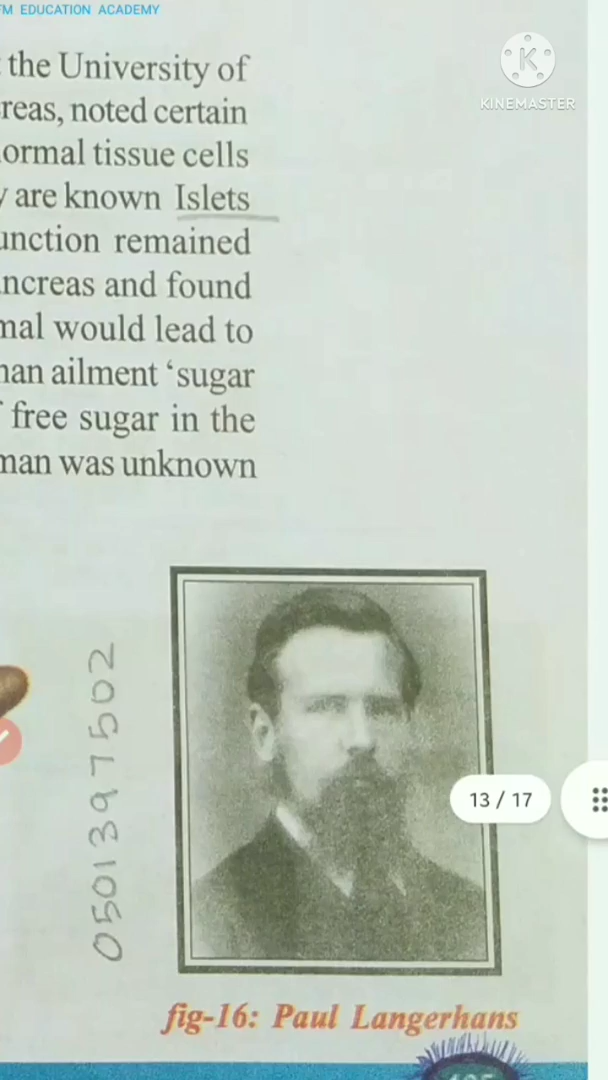 FM EDUCATION ACADEMY
KINEMASTER
the University of
reas, noted certain
ormal tissue cells
y are known Islets
unction remained
ncreas and found
mal would lead to
man ailment ‘sugar
f free sugar in the
man was unknown
0501397502
13 / 17
fig-16: Paul Langerhans